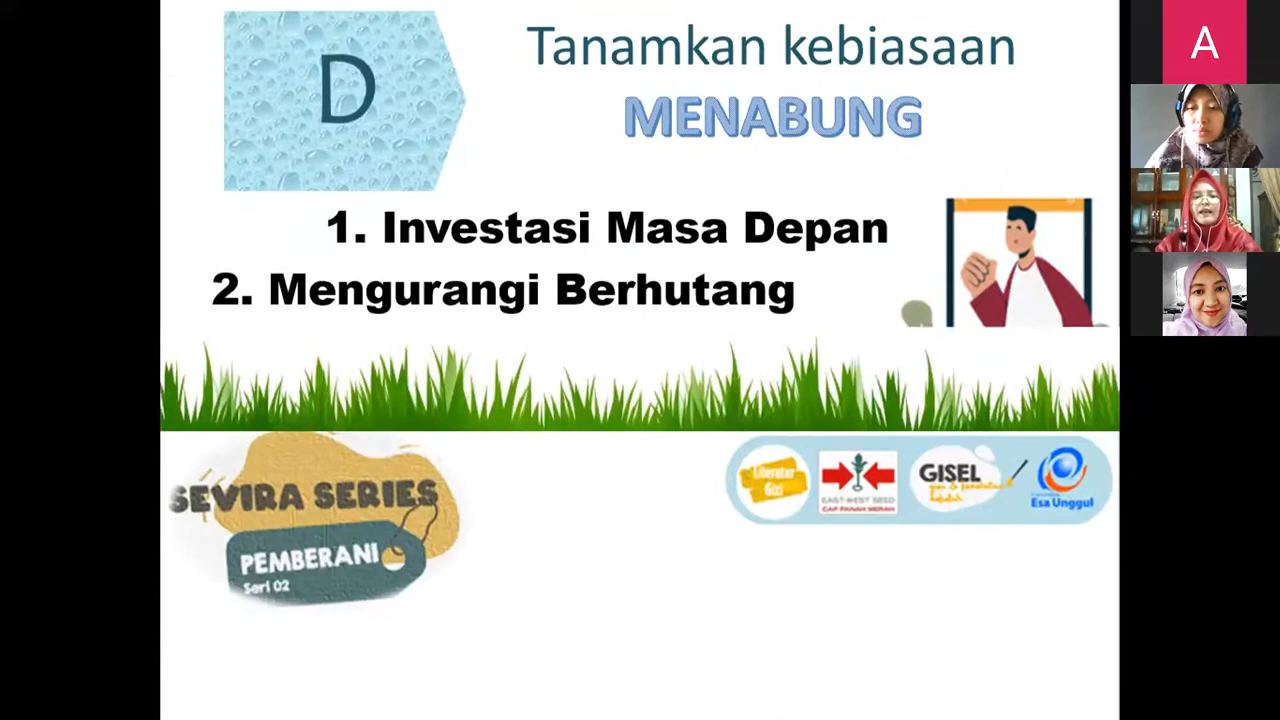 D
Tanamkan kebiasaan
MENABUNG
1. Investasi Masa Depan
2. Mengurangi Berhutang
SEVIRA SERIES
PEMBERANI
Seri 02
Literatur
Gizi
EAST-WEST SEED
CAP PANAH MERAH
GISEL
Esa Unggul
A